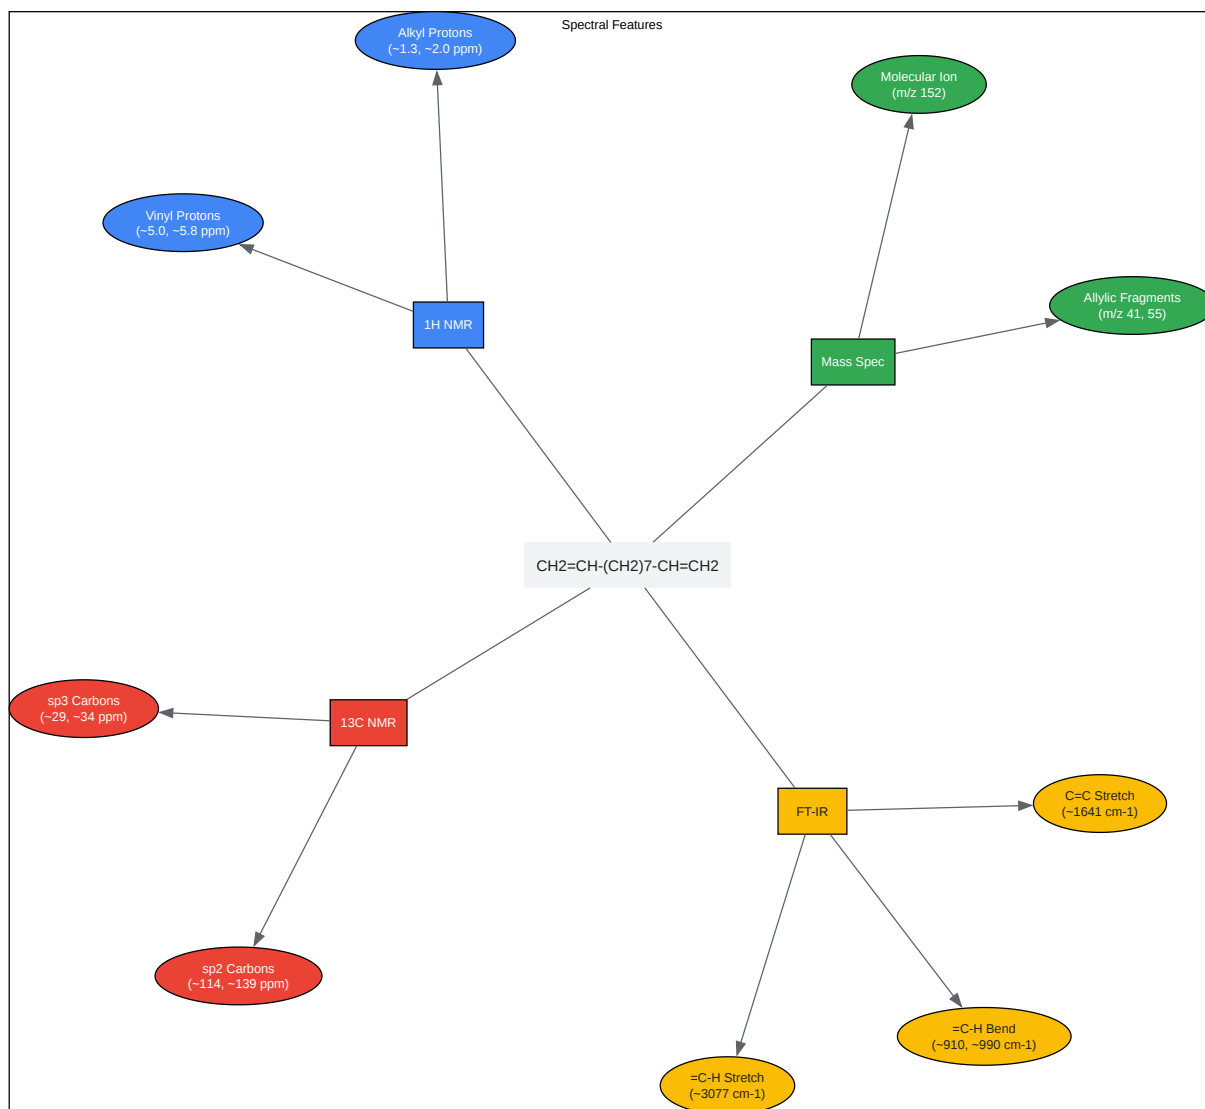 Spectral Features
Alkyl Protons
(~1.3, ~2.0 ppm)
Molecular Ion
(m/z 152)
Vinyl Protons
(~5.0, ~5.8 ppm)
Allylic Fragments
(m/z 41, 55)
1H NMR
Mass Spec
CH2=CH-(CH2)7-CH=CH2
sp3 Carbons
(~29, ~34 ppm)
13C NMR
C=C Stretch
(~1641 cm-1)
FT-IR
sp2 Carbons
(~114, ~139 ppm)
=C-H Bend
(~910, ~990 cm-1)
=C-H Stretch
(~3077 cm-1)